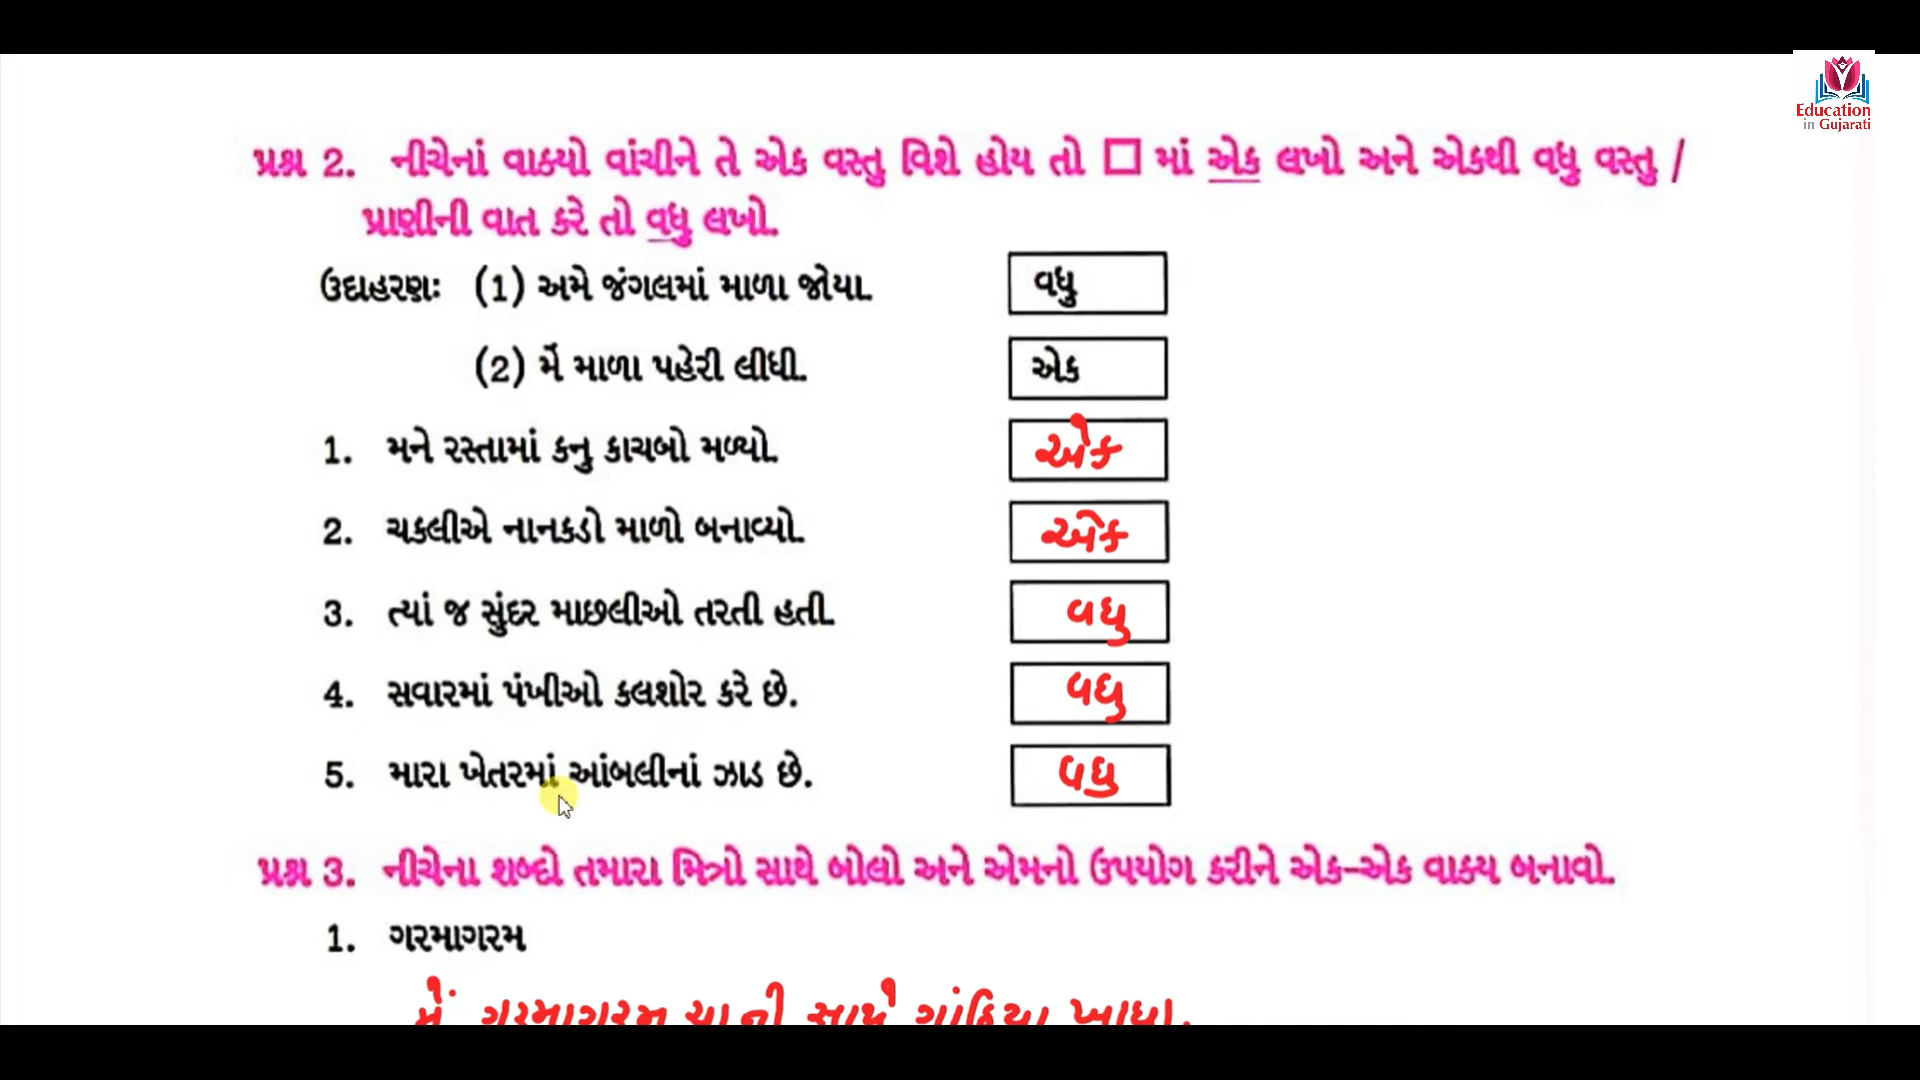 Education
in Gujarati
પ્રશ્ન 2. નીચેનાં વાક્યો વાંચીને તે એક વસ્તુ વિશે હોય તો □ માં એક લખો અને એકથી વધુ વસ્તુ /
પ્રાણીની વાત કરે તો વધુ લખો.
ઉદાહરણઃ (1) અમે જંગલમાં માળા જોયા. વધુ
(2) મેં માળા પહેરી લીધી. એક
1. મને રસ્તામાં કનુ કાચબો મળ્યો. એક
2. ચકલીએ નાનકડો માળો બનાવ્યો. એક
3. ત્યાં જ સુંદર માછલીઓ તરતી હતી. વધુ
4. સવારમાં પંખીઓ કલશોર કરે છે. વધુ
5. મારા ખેતરમાં આંબલીનાં ઝાડ છે. વધુ
પ્રશ્ન 3. નીચેના શબ્દો તમારા મિત્રો સાથે બોલો અને એમનો ઉપયોગ કરીને એક-એક વાક્ય બનાવો.
1. ગરમાગરમ
મેં ગરમાગરમ ચાની સાથે ગાંઠિયા ખાધા.